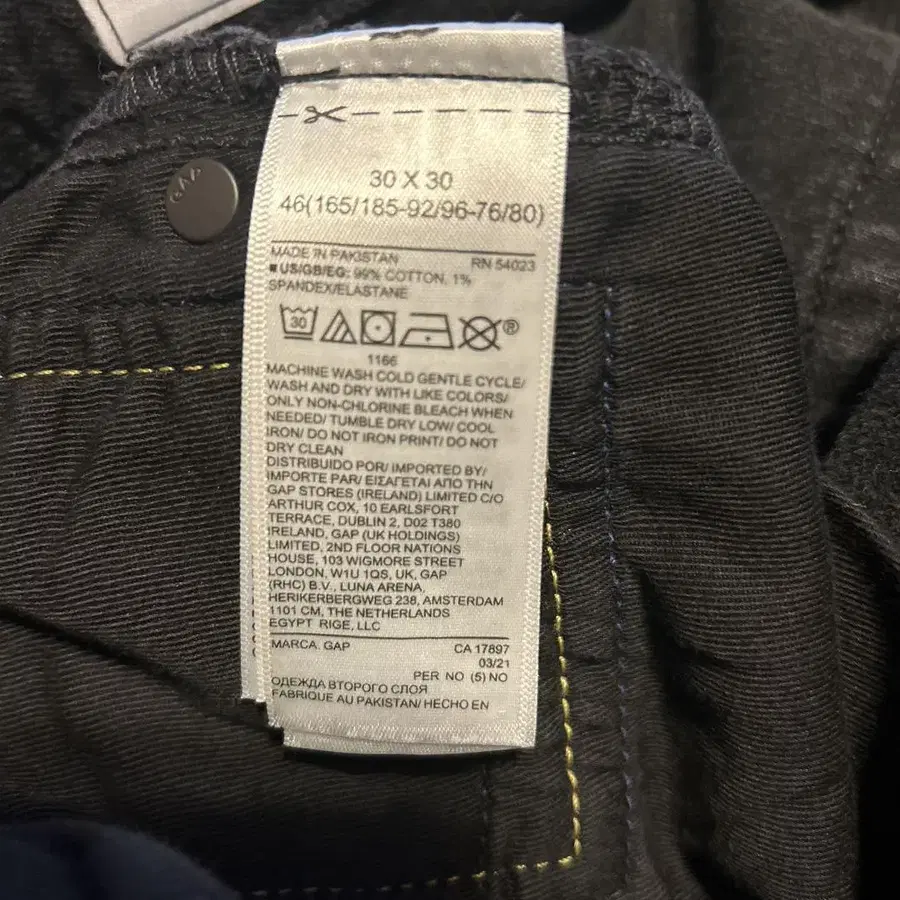 GAP
30 X 30
46(165/185-92/96-76/80)
MADE IN PAKISTAN RN 54023
US/GB/EG: 99% COTTON, 1%
SPANDEX/ELASTANE
30 ®
1166
MACHINE WASH COLD GENTLE CYCLE/
WASH AND DRY WITH LIKE COLORS/
ONLY NON-CHLORINE BLEACH WHEN
NEEDED/ TUMBLE DRY LOW/ COOL
IRON/ DO NOT IRON PRINT/ DO NOT
DRY CLEAN
DISTRIBUIDO POR/ IMPORTED BY/
IMPORTE PAR/ ΕΙΣΑΓΕΤΑΙ ΑΠΟ ΤΗΝ
GAP STORES (IRELAND) LIMITED C/O
ARTHUR COX, 10 EARLSFORT
TERRACE, DUBLIN 2, D02 T380
IRELAND, GAP (UK HOLDINGS)
LIMITED, 2ND FLOOR NATIONS
HOUSE, 103 WIGMORE STREET
LONDON, W1U 1QS, UK, GAP
(RHC) B.V., LUNA ARENA,
HERIKERBERGWEG 238, AMSTERDAM
1101 CM, THE NETHERLANDS
EGYPT RIGE, LLC
MARCA. GAP CA 17897
03/21
PER NO (5) NO
ОДЕЖДА ВТОРОГО СЛОЯ
FABRIQUE AU PAKISTAN/ HECHO EN